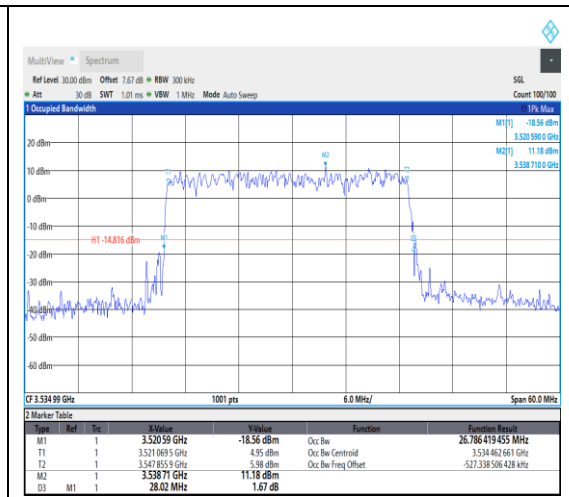 MultiView Spectrum
Ref Level 30.00 dBm Offset 7.67 dB RBW 300 kHz SGL
Att 30 dB SWT 1.01 ms VBW 1 MHz Mode Auto Sweep Count 100/100
1 Occupied Bandwidth 1Pk Max
M1[1] -18.56 dBm
3.520 590 0 GHz
M2[1] 11.18 dBm
3.538 710 0 GHz
20 dBm
M2
10 dBm
0 dBm
-10 dBm
H1 -14.816 dBm M1
-20 dBm
-30 dBm
-40 dBm
-50 dBm
-60 dBm
CF 3.534 99 GHz 1001 pts 6.0 MHz/ Span 60.0 MHz
2 Marker Table
Type Ref Trc X-Value Y-Value Function Function Result
M1 1 3.520 59 GHz -18.56 dBm Occ Bw 26.786 419 455 MHz
T1 1 3.521 069 5 GHz 4.95 dBm Occ Bw Centroid 3.534 462 661 GHz
T2 1 3.547 855 9 GHz 5.98 dBm Occ Bw Freq Offset -527.338 506 428 kHz
M2 1 3.538 71 GHz 11.18 dBm
D3 M1 1 28.02 MHz 1.67 dB